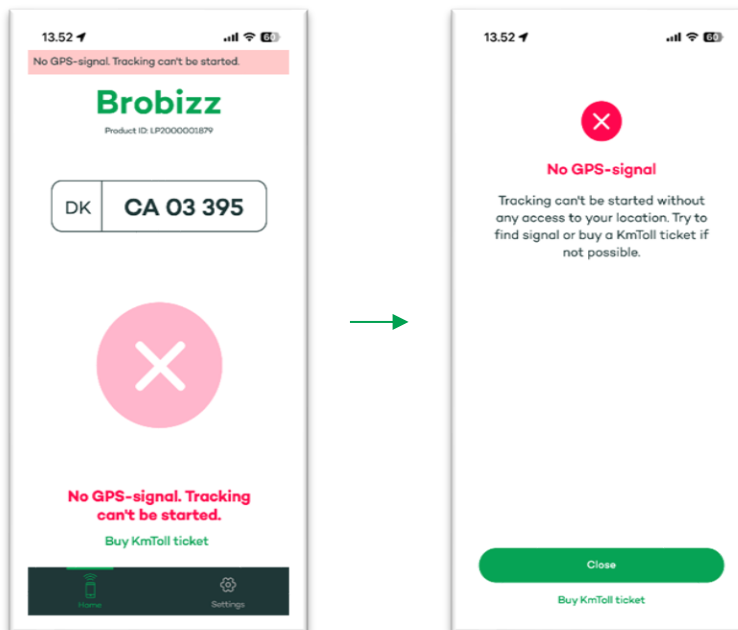 13.52
60
No GPS-signal. Tracking can't be started.
Brobizz
Product ID: LP2000001879
DK CA 03 395
No GPS-signal. Tracking
can't be started.
Buy KmToll ticket
Home
Settings
13.52
60
No GPS-signal
Tracking can't be started without
any access to your location. Try to
find signal or buy a KmToll ticket if
not possible.
Close
Buy KmToll ticket